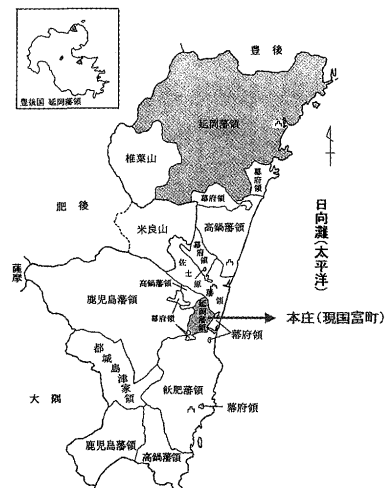 豊後国 延岡藩領
豊後
延岡藩領
椎葉山
幕府領
幕府領
肥後
米良山
高鍋藩領
幕府領
佐土原藩領
日向灘(太平洋)
薩摩
高鍋藩領
鹿児島藩領
幕府領
延岡藩領
本庄(現国富町)
幕府領
都城島津家領
飫肥藩領
大隅
幕府領
鹿児島藩領
高鍋藩領